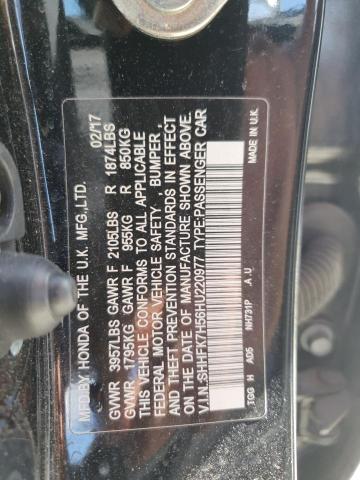 MFD.BY HONDA OF THE U.K. MFG.,LTD. 02/17
GVWR 3957LBS GAWR F 2105LBS R 1874LBS
GVWR 1795KG GAWR F 955KG R 850KG
THIS VEHICLE CONFORMS TO ALL APPLICABLE
FEDERAL MOTOR VEHICLE SAFETY, BUMPER,
AND THEFT PREVENTION STANDARDS IN EFFECT
ON THE DATE OF MANUFACTURE SHOWN ABOVE.
V.I.N.:SHHFK7H56HU220977 TYPE:PASSENGER CAR
TGG H A05 NH731P .A .U MADE IN U.K.